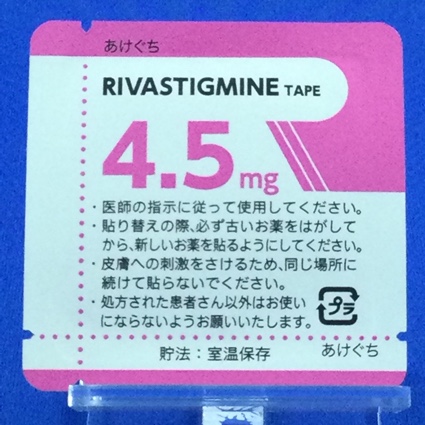 あけぐち
RIVASTIGMINE TAPE
4.5mg
・医師の指示に従って使用してください。
・貼り替えの際、必ず古いお薬をはがして
から、新しいお薬を貼るようにしてください。
・皮膚への刺激をさけるため、同じ場所に
続けて貼らないでください。
・処方された患者さん以外はお使い
にならないようお願いいたします。
プラ
貯法：室温保存
あけぐち